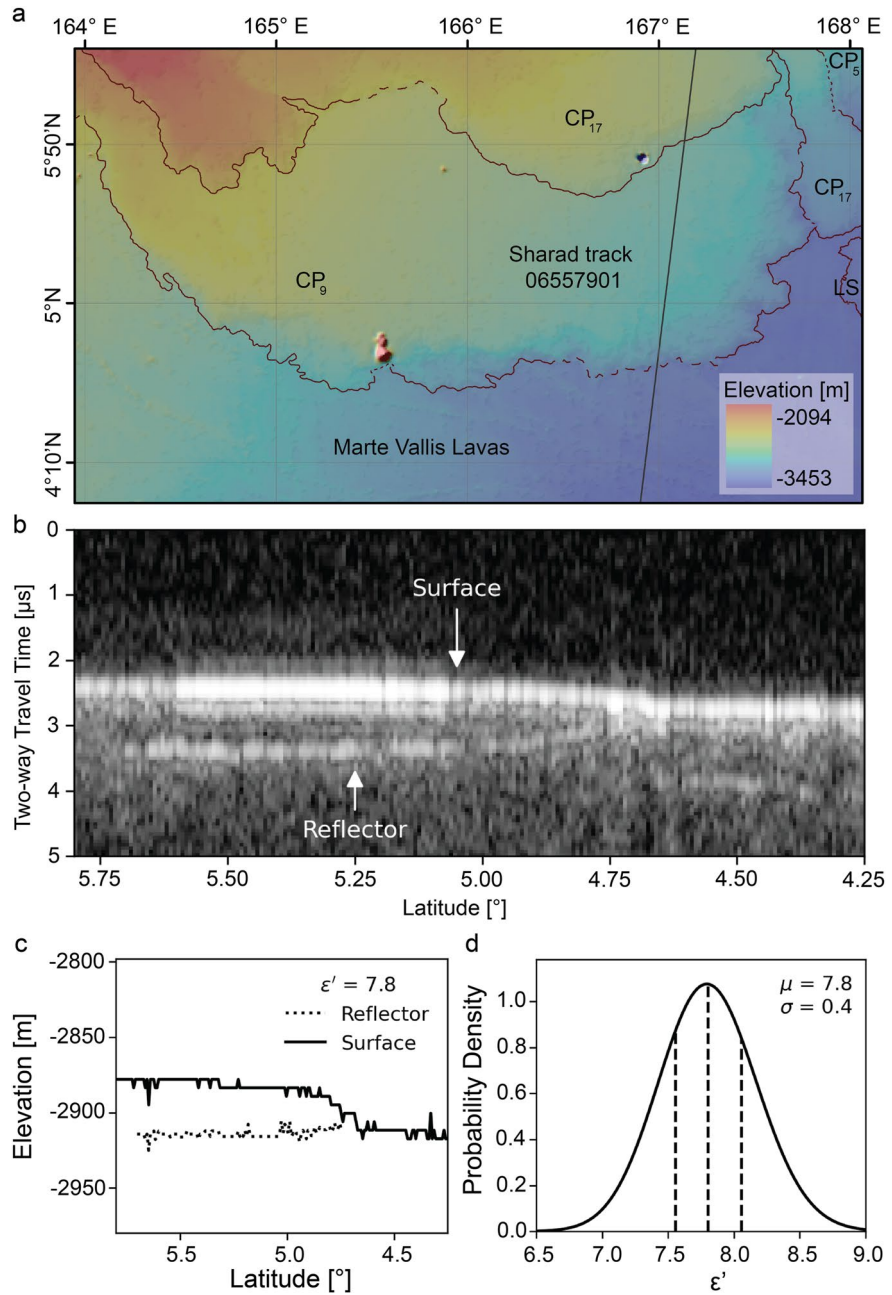 a
164° E
165° E
166° E
167° E
168° E
5°50'N
5°N
4°10'N
CP5
CP17
CP17
Sharad track
06557901
CP9
LS
Marte Vallis Lavas
Elevation [m]
-2094
-3453
b
0
1
2
3
4
5
Two-way Travel Time [µs]
Surface
Reflector
5.75
5.50
5.25
5.00
4.75
4.50
4.25
Latitude [°]
c
-2800
-2850
-2900
-2950
Elevation [m]
ε' = 7.8
Reflector
Surface
5.5
5.0
4.5
Latitude [°]
d
1.0
0.8
0.6
0.4
0.2
0.0
Probability Density
μ = 7.8
σ = 0.4
6.5
7.0
7.5
8.0
8.5
9.0
ε'